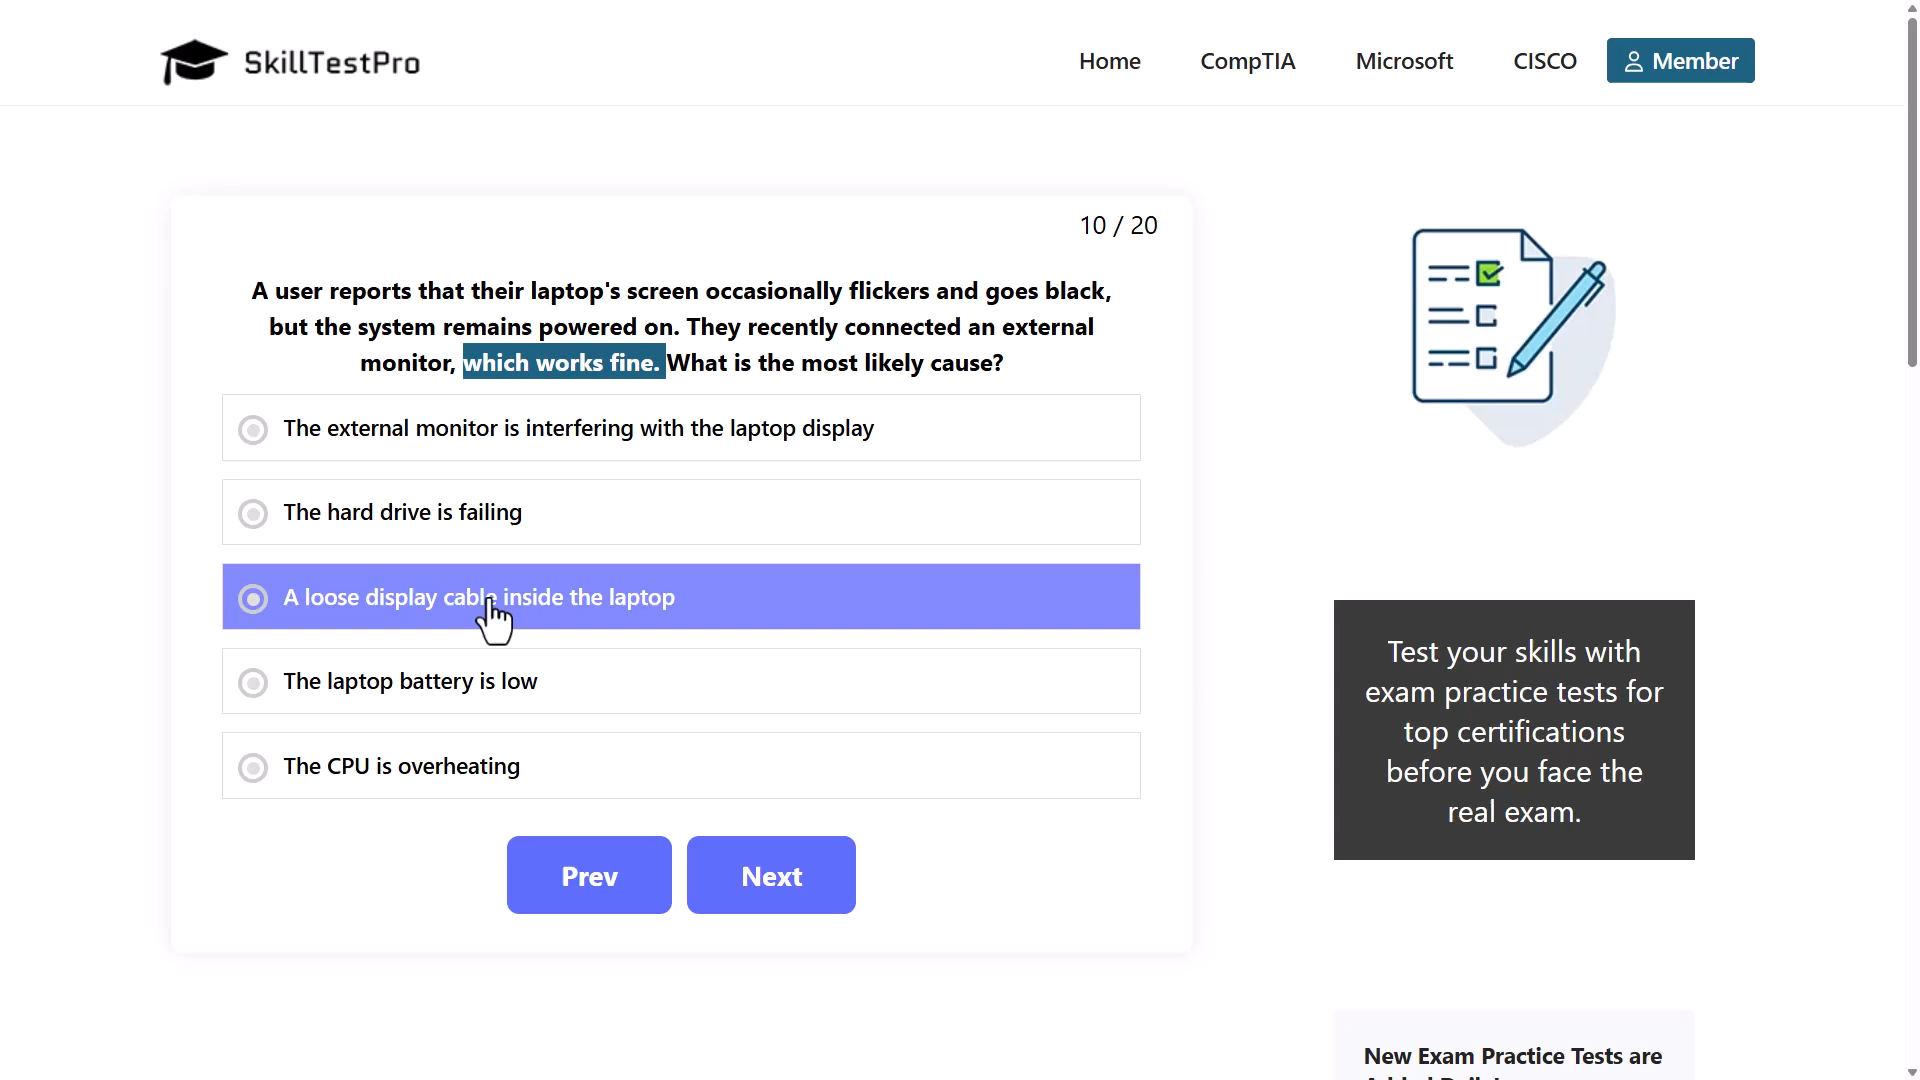 SkillTestPro
Home
CompTIA
Microsoft
CISCO
Member
10 / 20
A user reports that their laptop's screen occasionally flickers and goes black,
but the system remains powered on. They recently connected an external
monitor, which works fine. What is the most likely cause?
The external monitor is interfering with the laptop display
The hard drive is failing
A loose display cable inside the laptop
The laptop battery is low
The CPU is overheating
Prev
Next
Test your skills with
exam practice tests for
top certifications
before you face the
real exam.
New Exam Practice Tests are